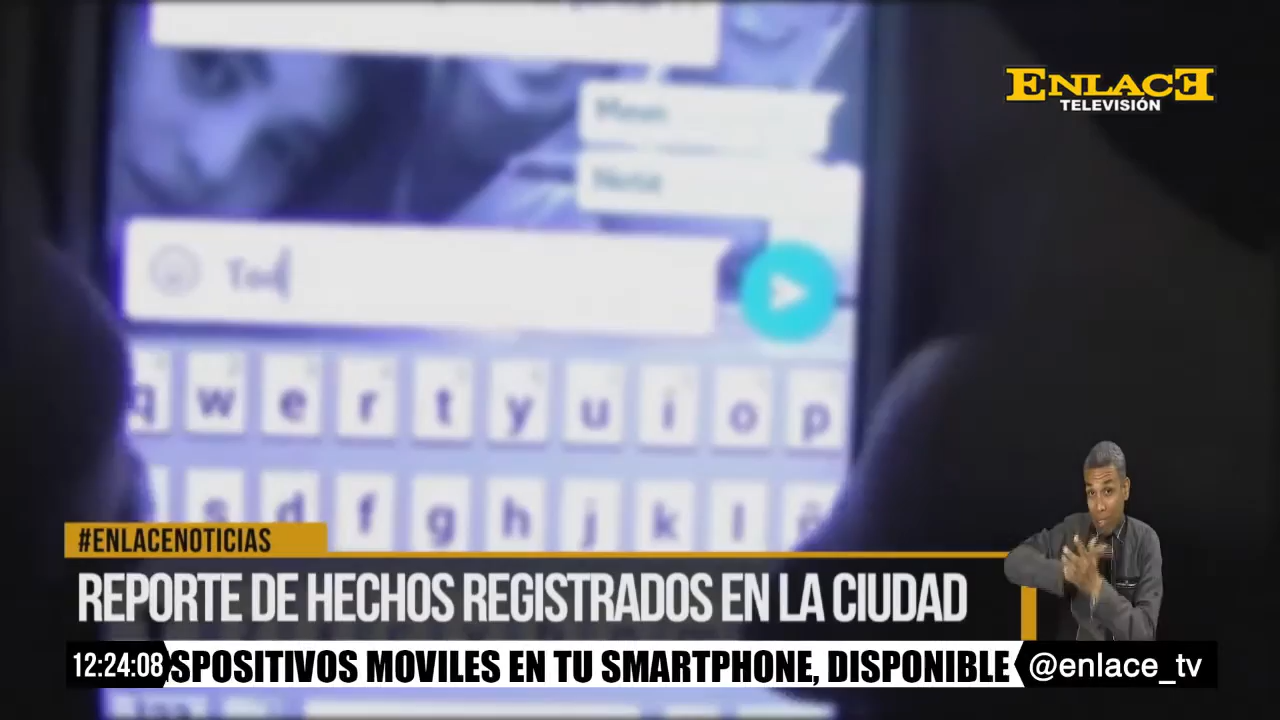 ENLACE
TELEVISIÓN
Tod
q w e r t y u i o p
s d f g h j k l ñ
#ENLACENOTICIAS
REPORTE DE HECHOS REGISTRADOS EN LA CIUDAD
12:24:08
SPOSITIVOS MOVILES EN TU SMARTPHONE, DISPONIBLE
@enlace_tv